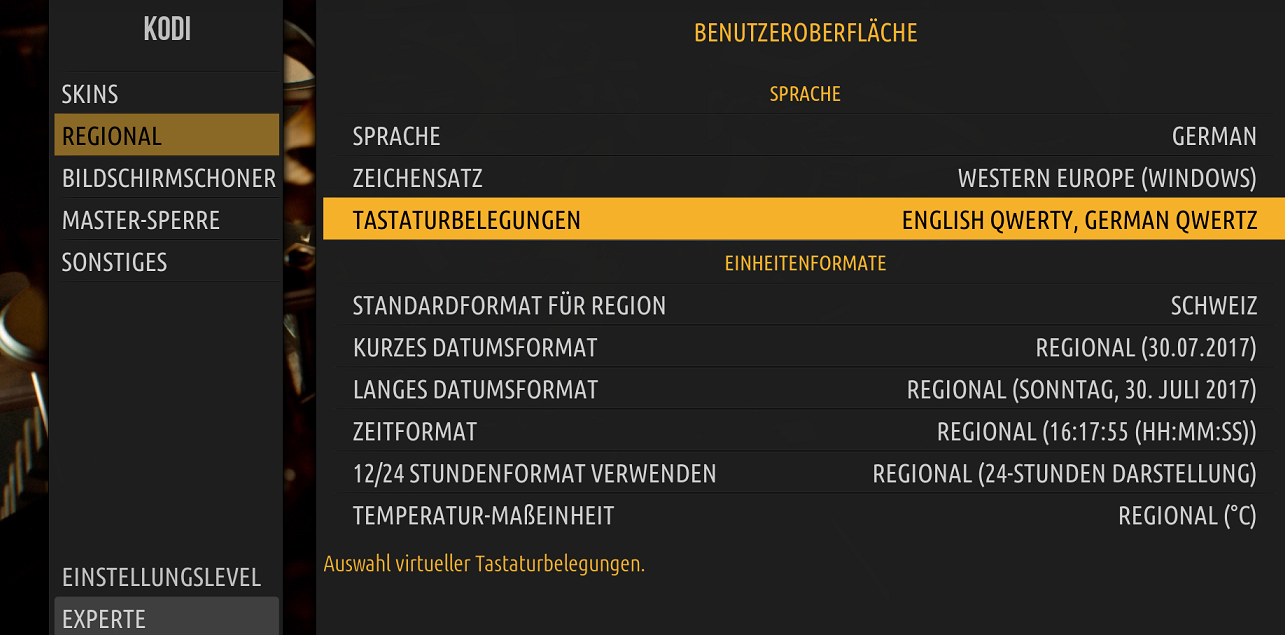 KODI
SKINS
REGIONAL
BILDSCHIRMSCHONER
MASTER-SPERRE
SONSTIGES
EINSTELLUNGSLEVEL
EXPERTE
BENUTZEROBERFLÄCHE
SPRACHE
SPRACHE GERMAN
ZEICHENSATZ WESTERN EUROPE (WINDOWS)
TASTATURBELEGUNGEN ENGLISH QWERTY, GERMAN QWERTZ
EINHEITENFORMATE
STANDARDFORMAT FÜR REGION SCHWEIZ
KURZES DATUMSFORMAT REGIONAL (30.07.2017)
LANGES DATUMSFORMAT REGIONAL (SONNTAG, 30. JULI 2017)
ZEITFORMAT REGIONAL (16:17:55 (HH:MM:SS))
12/24 STUNDENFORMAT VERWENDEN REGIONAL (24-STUNDEN DARSTELLUNG)
TEMPERATUR-MAßEINHEIT REGIONAL (°C)
Auswahl virtueller Tastaturbelegungen.